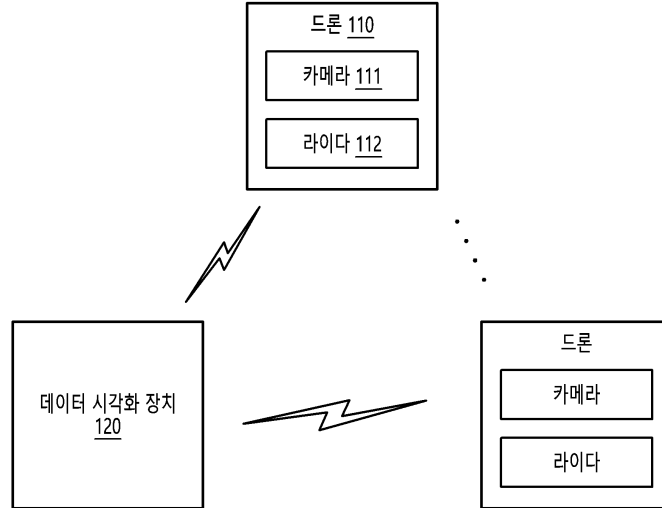 드론 110
카메라 111
라이다 112
데이터 시각화 장치
120
드론
카메라
라이다